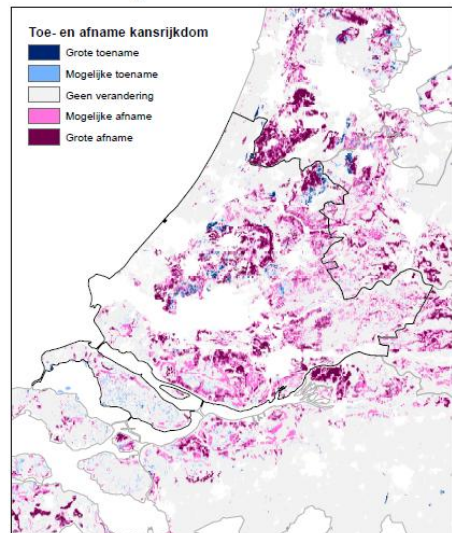 Toe- en afname kansrijkdom
Grote toename
Mogelijke toename
Geen verandering
Mogelijke afname
Grote afname